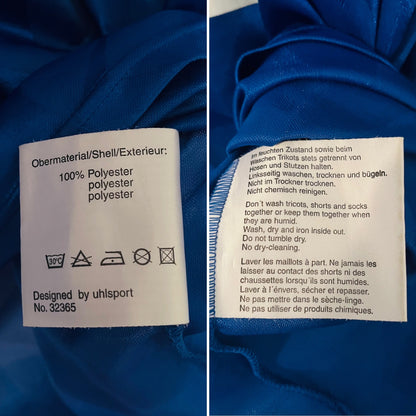 Obermaterial/Shell/Exterieur:
100% Polyester
polyester
polyester
30°C
Designed by uhlsport
No. 32365
Im feuchten Zustand sowie beim
Waschen Trikots stets getrennt von
Hosen und Stutzen halten.
Linksseitig waschen, trocknen und bügeln.
Nicht im Trockner trocknen.
Nicht chemisch reinigen.
Don't wash tricots, shorts and socks
together or keep them together when
they are humid.
Wash, dry and iron inside out.
Do not tumble dry.
No dry-cleaning.
Laver les maillots à part. Ne jamais les
laisser au contact des shorts ni des
chaussettes lorsqu'ils sont humides.
Laver à l'énvers, sécher et repasser.
Ne pas mettre dans le sèche-linge.
Ne pas utiliser de produits chimiques.